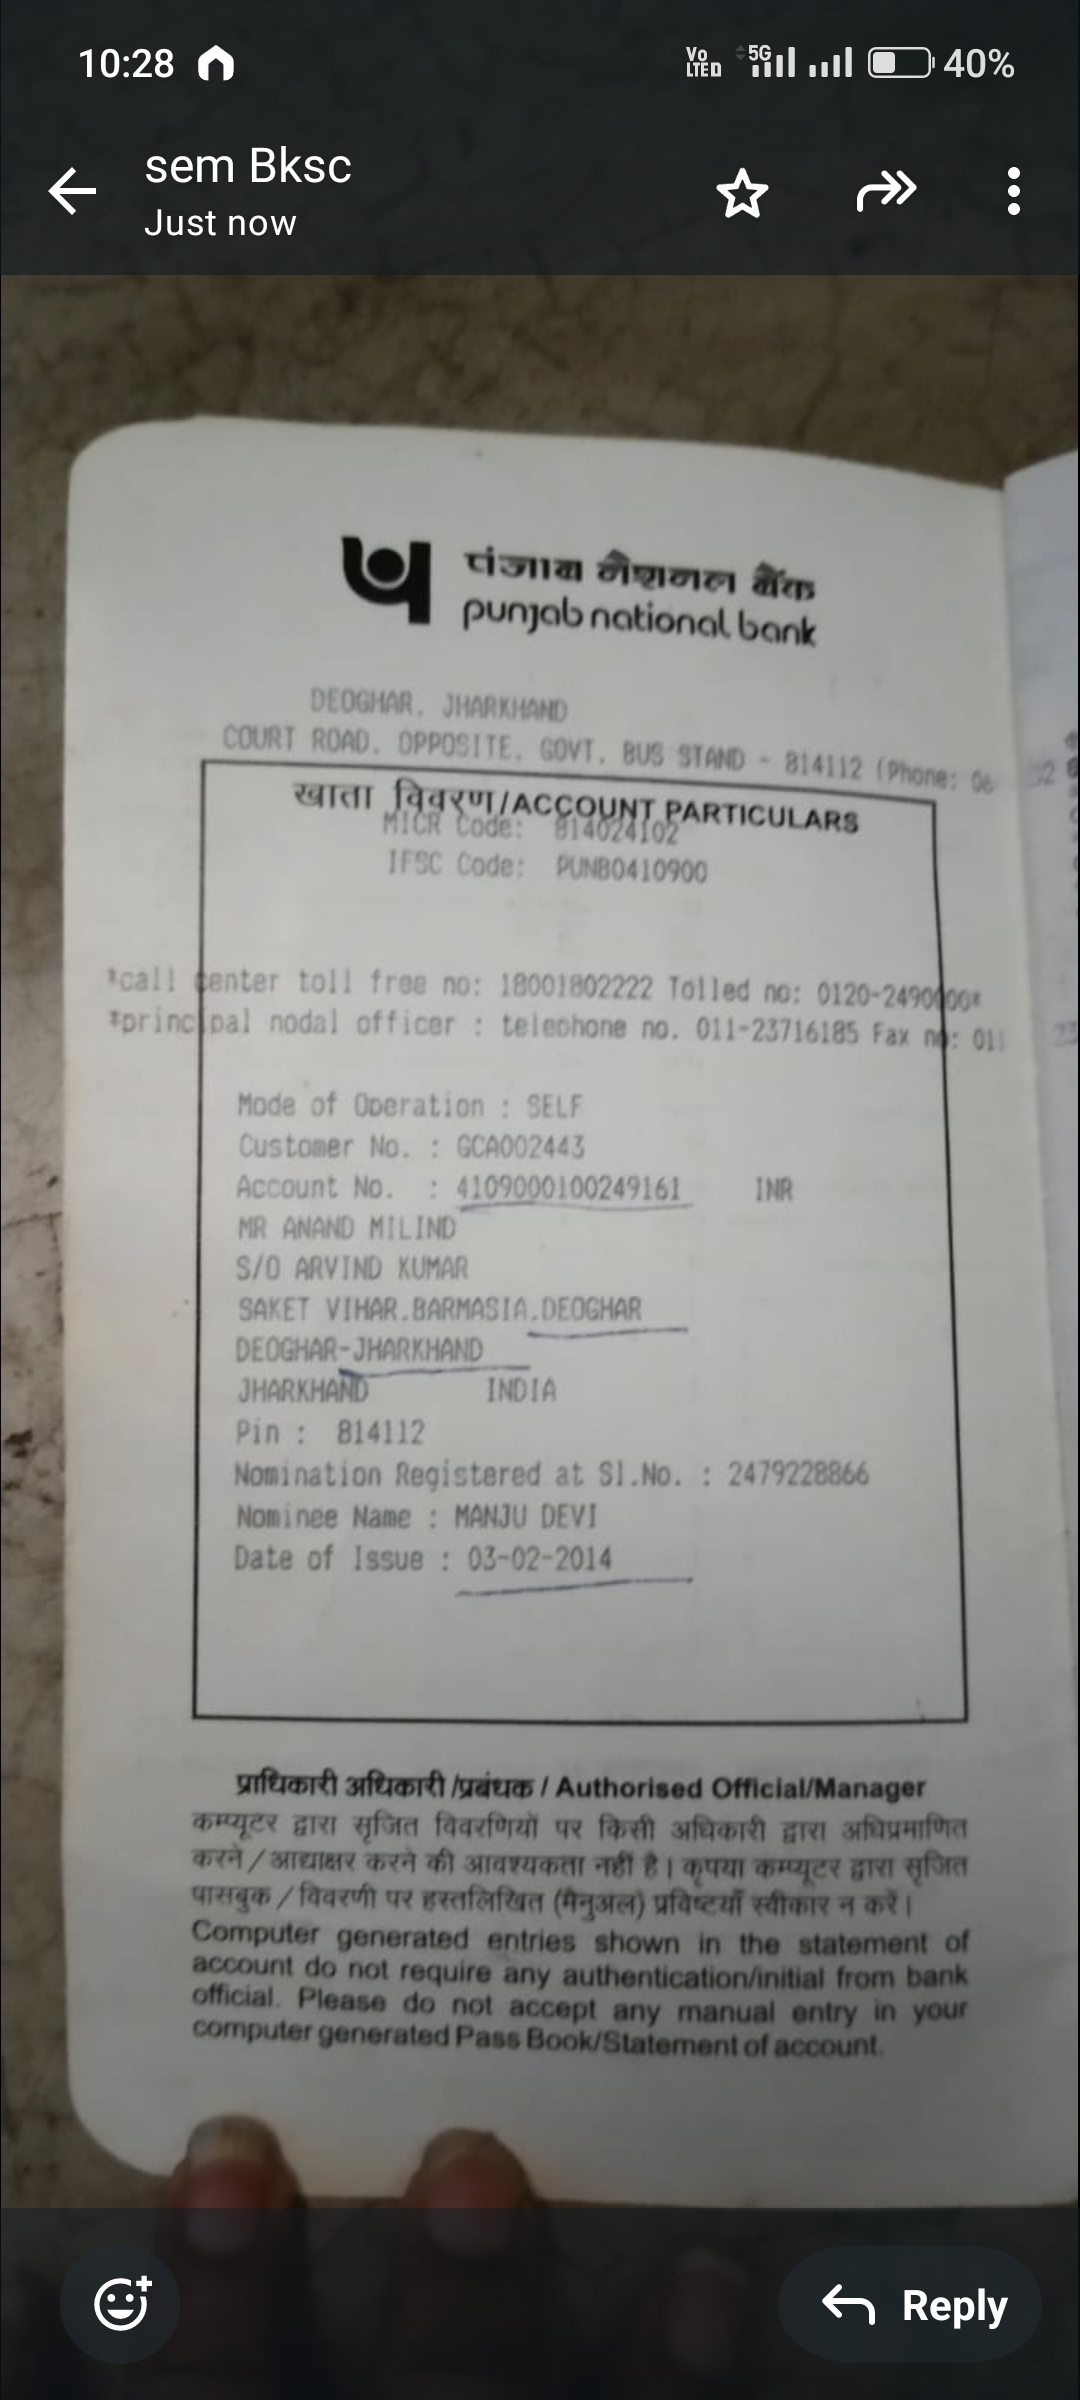 10:28
Vo LTE D 5G 40%
sem Bksc
Just now
पंजाब नैशनल बैंक
punjab national bank
DEOGHAR, JHARKHAND
COURT ROAD, OPPOSITE, GOVT. BUS STAND - 814112 (Phone: 06
खाता विवरण/ACCOUNT PARTICULARS
MICR Code: 814024102
IFSC Code: PUNB0410900
*call center toll free no: 18001802222 Tolled no: 0120-2490000*
*principal nodal officer : telephone no. 011-23716185 Fax no: 011
Mode of Operation : SELF
Customer No. : GCA002443
Account No. : 4109000100249161 INR
MR ANAND MILIND
S/O ARVIND KUMAR
SAKET VIHAR.BARMASIA.DEOGHAR
DEOGHAR-JHARKHAND
JHARKHAND INDIA
Pin : 814112
Nomination Registered at Sl.No. : 2479228866
Nominee Name : MANJU DEVI
Date of Issue : 03-02-2014
प्राधिकारी अधिकारी /प्रबंधक / Authorised Official/Manager
कम्प्यूटर द्वारा सृजित विवरणियों पर किसी अधिकारी द्वारा अधिप्रमाणित
करने / आद्याक्षर करने की आवश्यकता नहीं है। कृपया कम्प्यूटर द्वारा सृजित
पासबुक / विवरणी पर हस्तलिखित (मैनुअल) प्रविष्टियाँ स्वीकार न करें।
Computer generated entries shown in the statement of
account do not require any authentication/initial from bank
official. Please do not accept any manual entry in your
computer generated Pass Book/Statement of account.
Reply